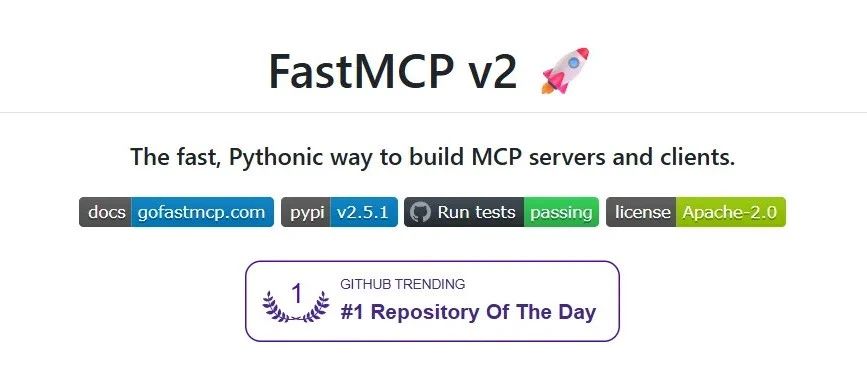 FastMCP v2 🚀
The fast, Pythonic way to build MCP servers and clients.
docs gofastmcp.com pypi v2.5.1 Run tests passing license Apache-2.0
1
GITHUB TRENDING
#1 Repository Of The Day